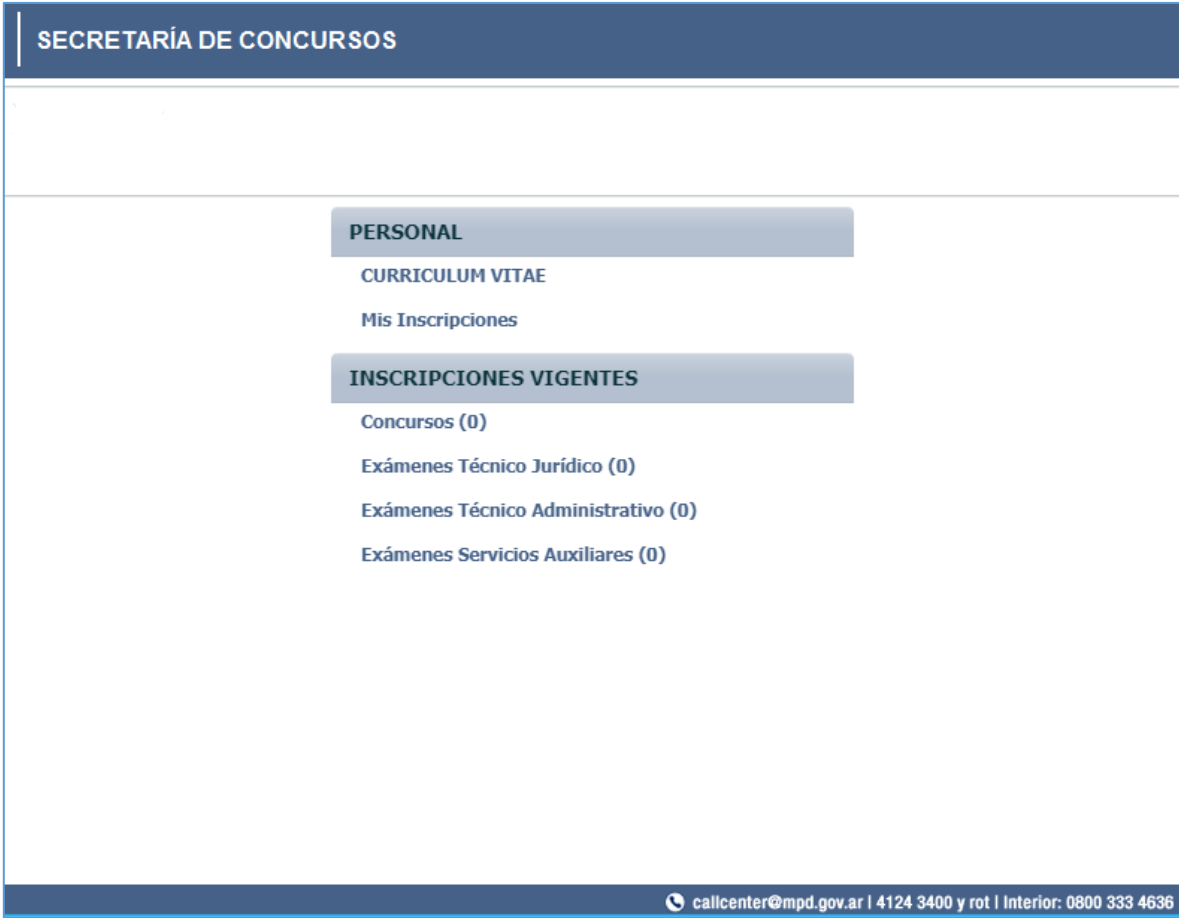 SECRETARÍA DE CONCURSOS
PERSONAL
CURRICULUM VITAE
Mis Inscripciones
INSCRIPCIONES VIGENTES
Concursos (0)
Exámenes Técnico Jurídico (0)
Exámenes Técnico Administrativo (0)
Exámenes Servicios Auxiliares (0)
callcenter@mpd.gov.ar | 4124 3400 y rot | Interior: 0800 333 4636